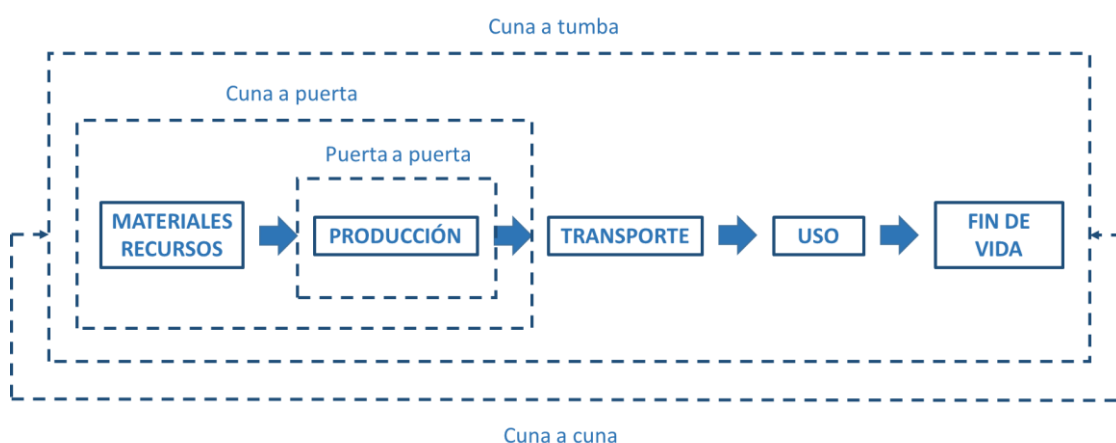 Cuna a tumba
Cuna a puerta
Puerta a puerta
MATERIALES
RECURSOS
PRODUCCIÓN
TRANSPORTE
USO
FIN DE
VIDA
Cuna a cuna